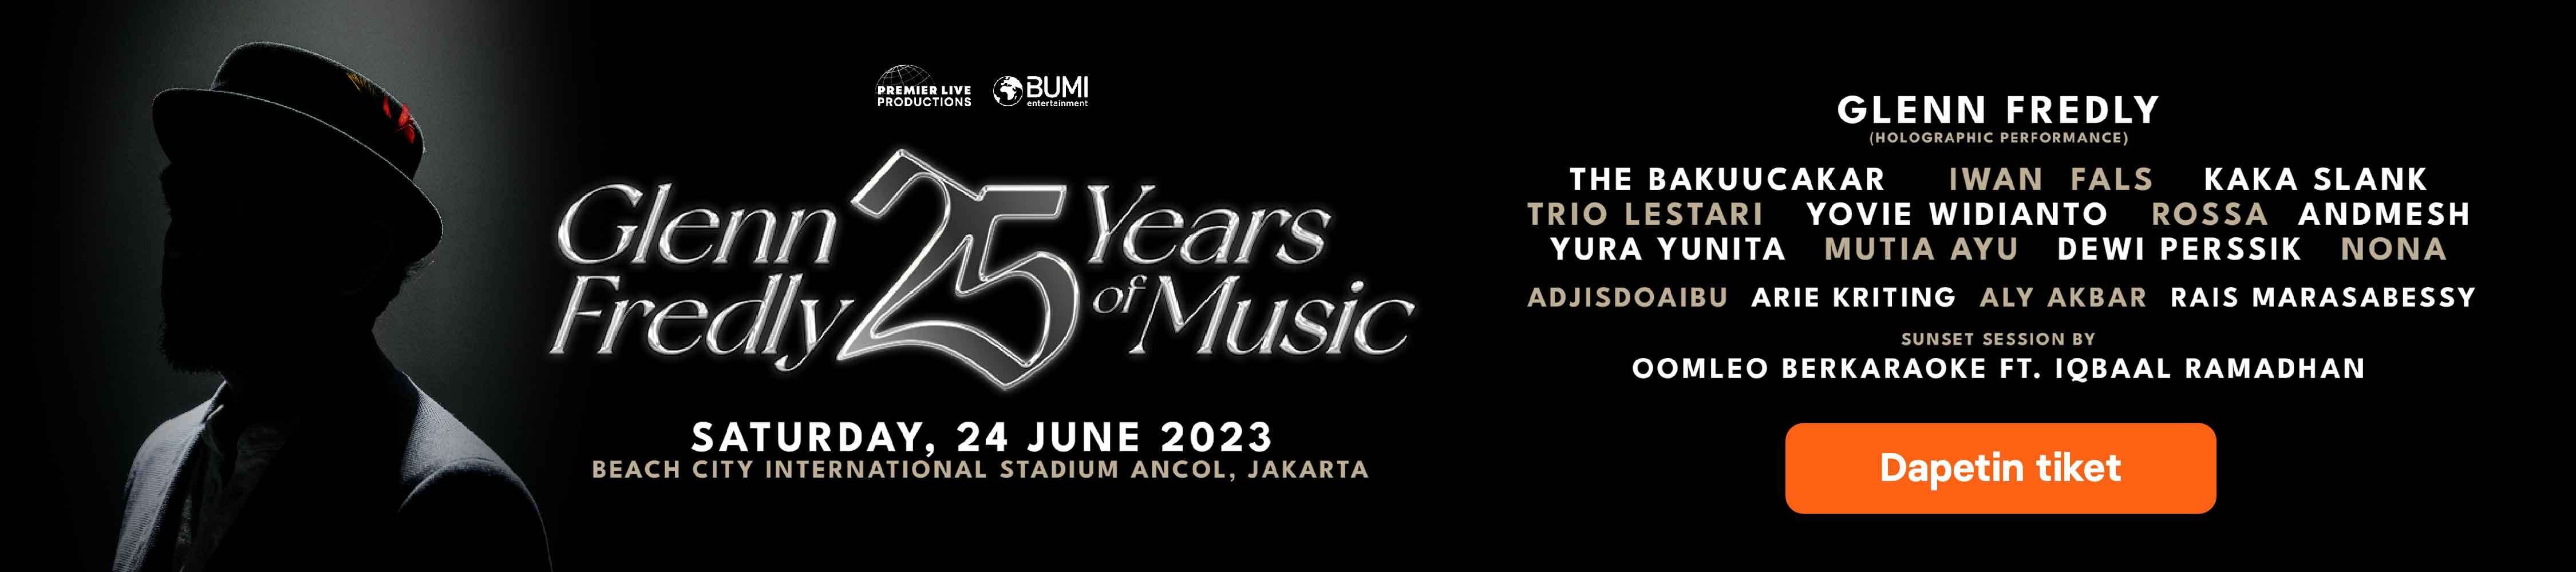 PREMIER LIVE
PRODUCTIONS
BUMI
entertainment
Glenn Fredly 25 Years of Music
SATURDAY, 24 JUNE 2023
BEACH CITY INTERNATIONAL STADIUM ANCOL, JAKARTA
GLENN FREDLY
(HOLOGRAPHIC PERFORMANCE)
THE BAKUUCAKAR IWAN FALS KAKA SLANK
TRIO LESTARI YOVIE WIDIANTO ROSSA ANDMESH
YURA YUNITA MUTIA AYU DEWI PERSSIK NONA
ADJISDOAIBU ARIE KRITING ALY AKBAR RAIS MARASABESSY
SUNSET SESSION BY
OOMLEO BERKARAOKE FT. IQBAAL RAMADHAN
Dapetin tiket